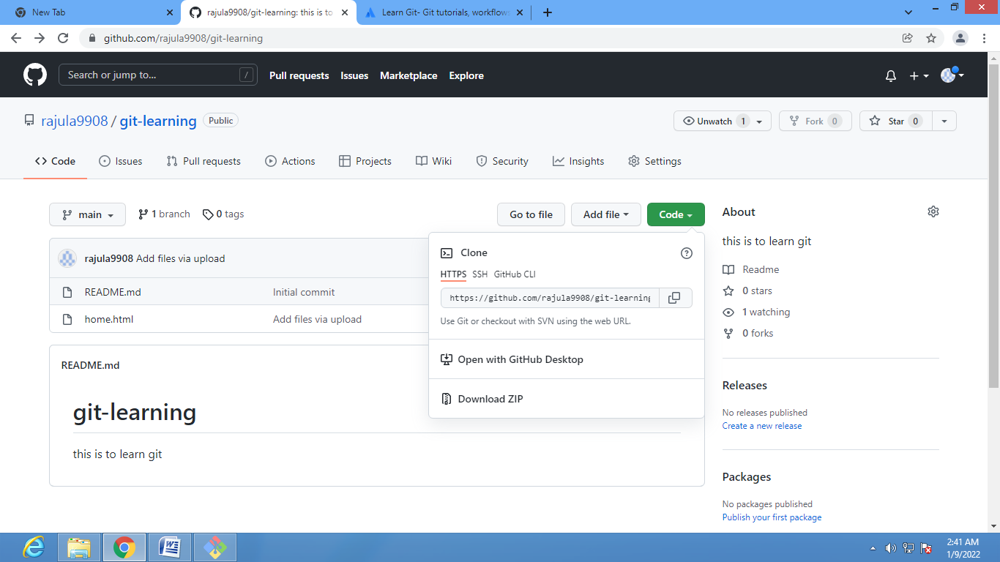 New Tab
rajula9908/git-learning: this is to
Learn Git- Git tutorials, workflows
github.com/rajula9908/git-learning
Search or jump to...
/
Pull requests Issues Marketplace Explore
rajula9908 / git-learning Public
Unwatch 1 Fork 0 Star 0
Code Issues Pull requests Actions Projects Wiki Security Insights Settings
main 1 branch 0 tags Go to file Add file Code
rajula9908 Add files via upload
README.md Initial commit
home.html Add files via upload
Clone
HTTPS SSH GitHub CLI
https://github.com/rajula9908/git-learning
Use Git or checkout with SVN using the web URL.
Open with GitHub Desktop
Download ZIP
README.md
git-learning
this is to learn git
About
this is to learn git
Readme
0 stars
1 watching
0 forks
Releases
No releases published
Create a new release
Packages
No packages published
Publish your first package
2:41 AM
1/9/2022